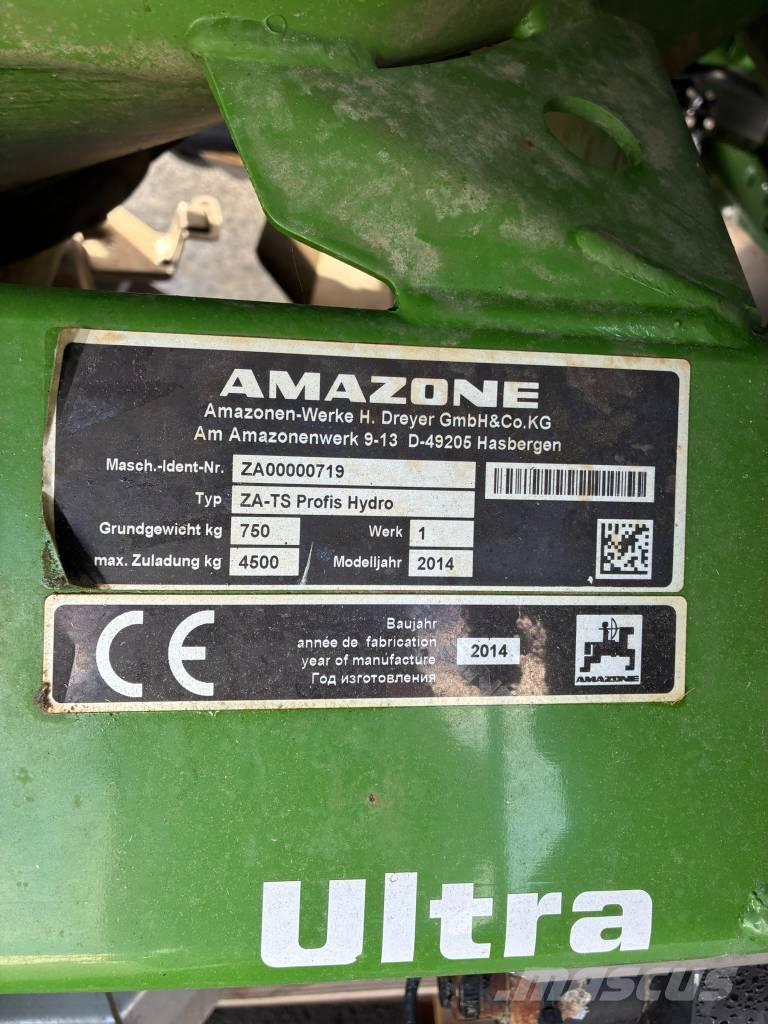 AMAZONE
Amazonen-Werke H. Dreyer GmbH&Co.KG
Am Amazonenwerk 9-13 D-49205 Hasbergen
Masch.-Ident-Nr. ZA00000719
Typ ZA-TS Profis Hydro
Grundgewicht kg 750 Werk 1
max. Zuladung kg 4500 Modelljahr 2014
CE
Baujahr
année de fabrication
year of manufacture 2014
Год изготовления
AMAZONE
Ultra
mascus